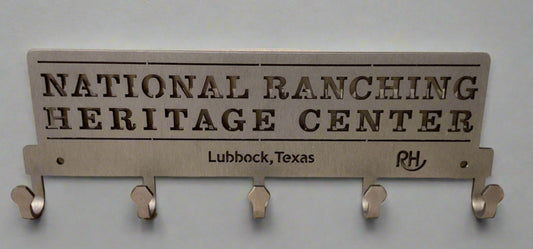 NATIONAL RANCHING
HERITAGE CENTER
Lubbock, Texas
RH